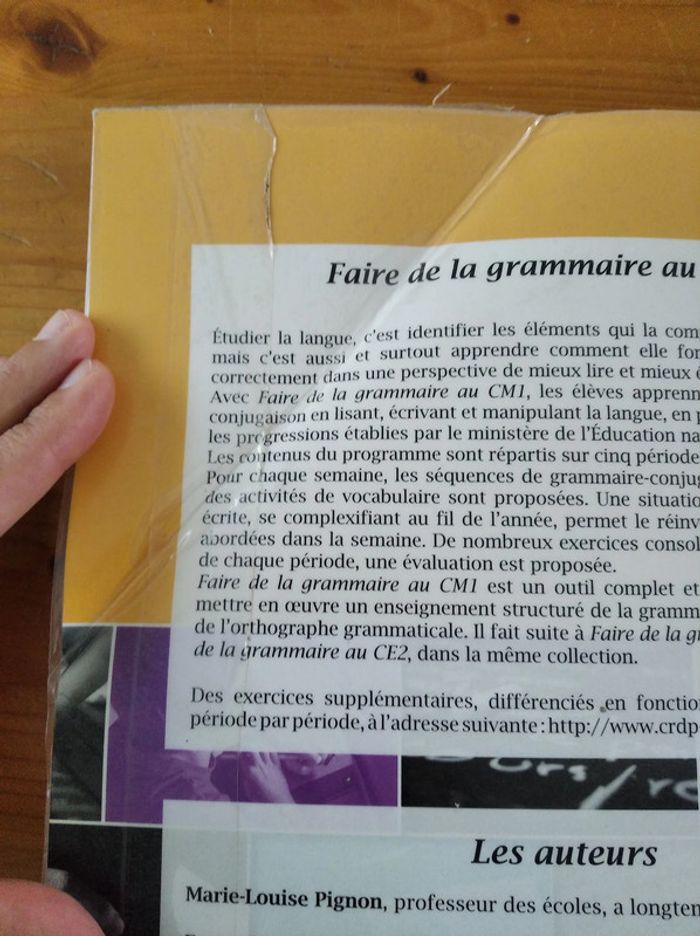 Faire de la grammaire au
Étudier la langue, c'est identifier les éléments qui la com
mais c'est aussi et surtout apprendre comment elle fon
correctement dans une perspective de mieux lire et mieux é
Avec Faire de la grammaire au CM1, les élèves apprenn
conjugaison en lisant, écrivant et manipulant la langue, en p
les progressions établies par le ministère de l'Éducation na
Les contenus du programme sont répartis sur cinq période
Pour chaque semaine, les séquences de grammaire-conjug
des activités de vocabulaire sont proposées. Une situatio
écrite, se complexifiant au fil de l'année, permet le réinv
abordées dans la semaine. De nombreux exercices consol
de chaque période, une évaluation est proposée.
Faire de la grammaire au CM1 est un outil complet et
mettre en œuvre un enseignement structuré de la gramm
de l'orthographe grammaticale. Il fait suite à Faire de la gr
de la grammaire au CE2, dans la même collection.
Des exercices supplémentaires, différenciés en fonctio
période par période, à l'adresse suivante : http://www.crdp
Les auteurs
Marie-Louise Pignon, professeur des écoles, a longtem